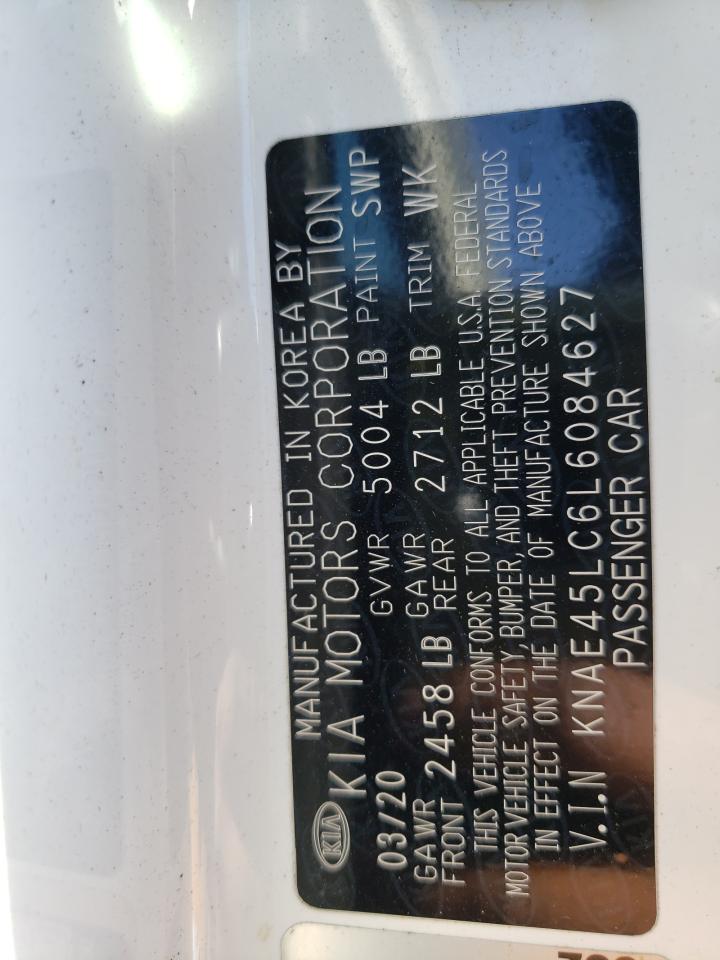 MANUFACTURED IN KOREA BY
KIA KIA MOTORS CORPORATION
03/20 GVWR 5004 LB PAINT SWP
GAWR FRONT 2458 LB GAWR REAR 2712 LB TRIM WK
THIS VEHICLE CONFORMS TO ALL APPLICABLE U.S.A. FEDERAL
MOTOR VEHICLE SAFETY, BUMPER, AND THEFT PREVENTION STANDARDS
IN EFFECT ON THE DATE OF MANUFACTURE SHOWN ABOVE
V.I.N KNAE45LC6L6084627
PASSENGER CAR